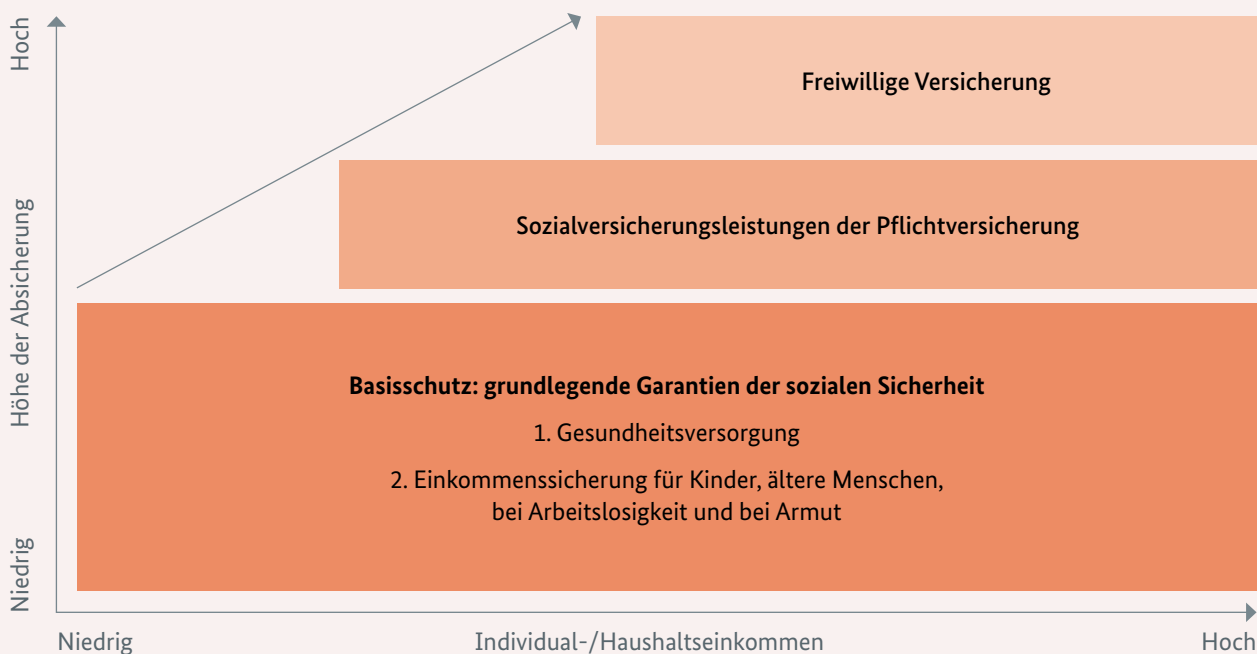 Hoch
Freiwillige Versicherung
Sozialversicherungsleistungen der Pflichtversicherung
Höhe der Absicherung
Basisschutz: grundlegende Garantien der sozialen Sicherheit
1. Gesundheitsversorgung
2. Einkommenssicherung für Kinder, ältere Menschen,
bei Arbeitslosigkeit und bei Armut
Niedrig
Niedrig
Individual-/Haushaltseinkommen
Hoch